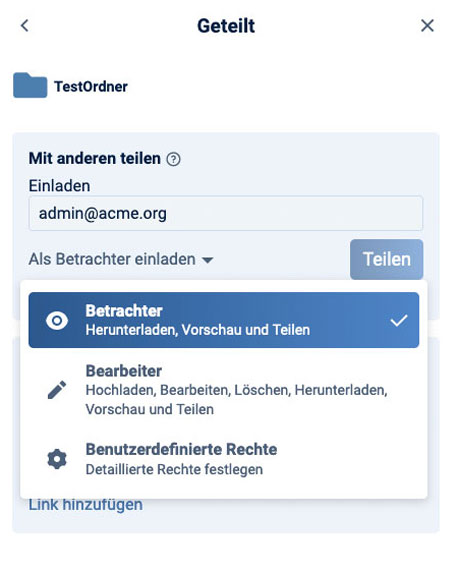 Geteilt
TestOrdner
Mit anderen teilen
Einladen
admin@acme.org
Als Betrachter einladen
Teilen
Betrachter
Herunterladen, Vorschau und Teilen
Bearbeiter
Hochladen, Bearbeiten, Löschen, Herunterladen,
Vorschau und Teilen
Benutzerdefinierte Rechte
Detaillierte Rechte festlegen
Link hinzufügen